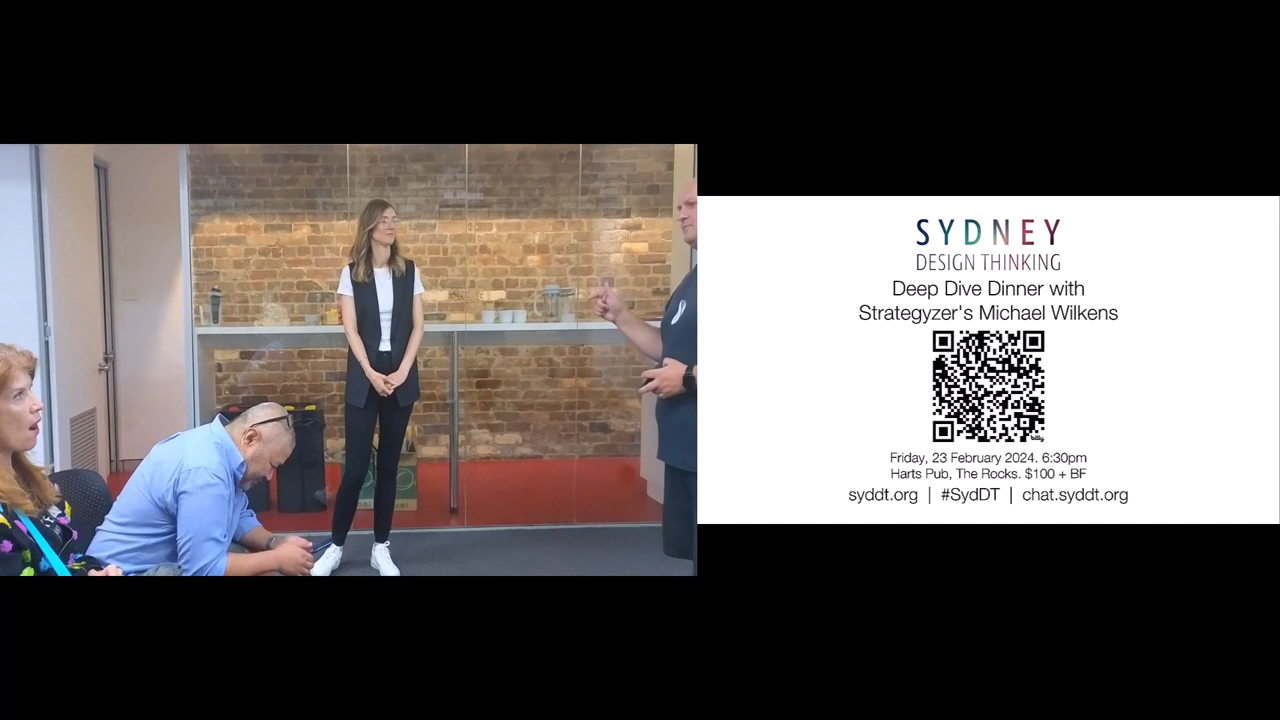 SYDNEY
DESIGN THINKING
Deep Dive Dinner with
Strategyzer's Michael Wilkens
bitly
Friday, 23 February 2024. 6:30pm
Harts Pub, The Rocks. $100 + BF
syddt.org | #SydDT | chat.syddt.org